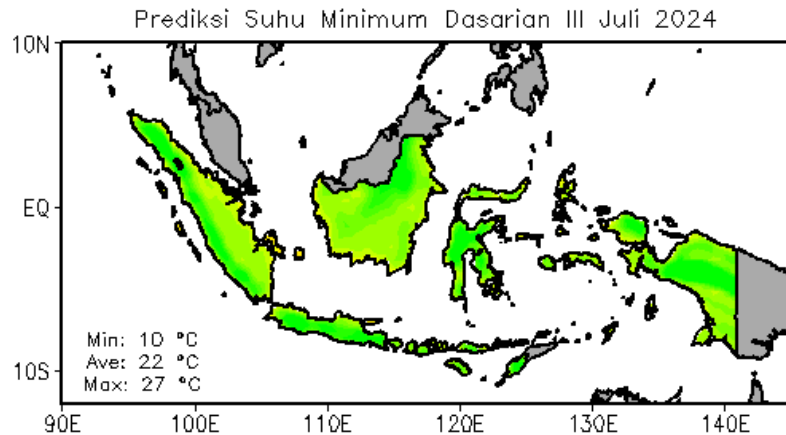 Prediksi Suhu Minimum Dasarian III Juli 2024
10N
EQ
10S
Min: 10 °C
Ave: 22 °C
Max: 27 °C
90E 100E 110E 120E 130E 140E